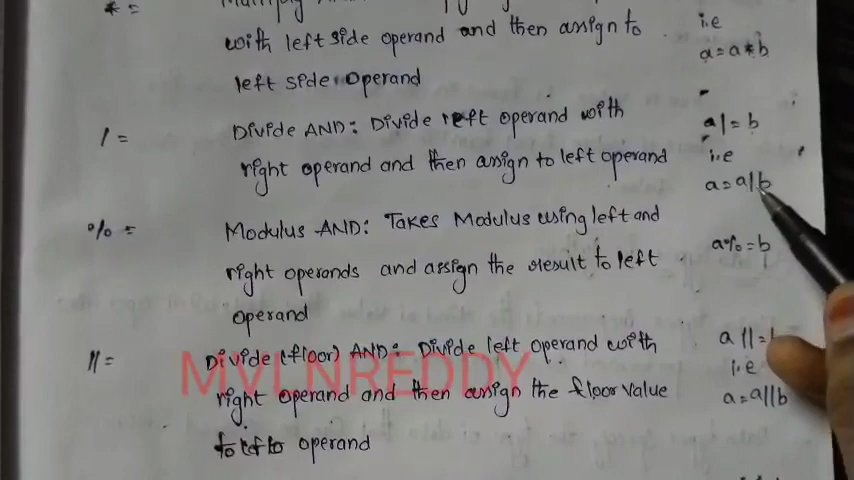 *= Multiply i.e
with left side operand and then assign to a=a*b
left side operand
/= Divide AND: Divide left operand with a/=b
right operand and then assign to left operand i.e
a=a/b
%= Modulus AND: Takes Modulus using left and
right operands and assign the result to left a%=b
operand
//= Divide (floor) AND: Divide left operand with a//=
right operand and then assign the floor value i.e
to left operand a=a//b
MVLNREDDY